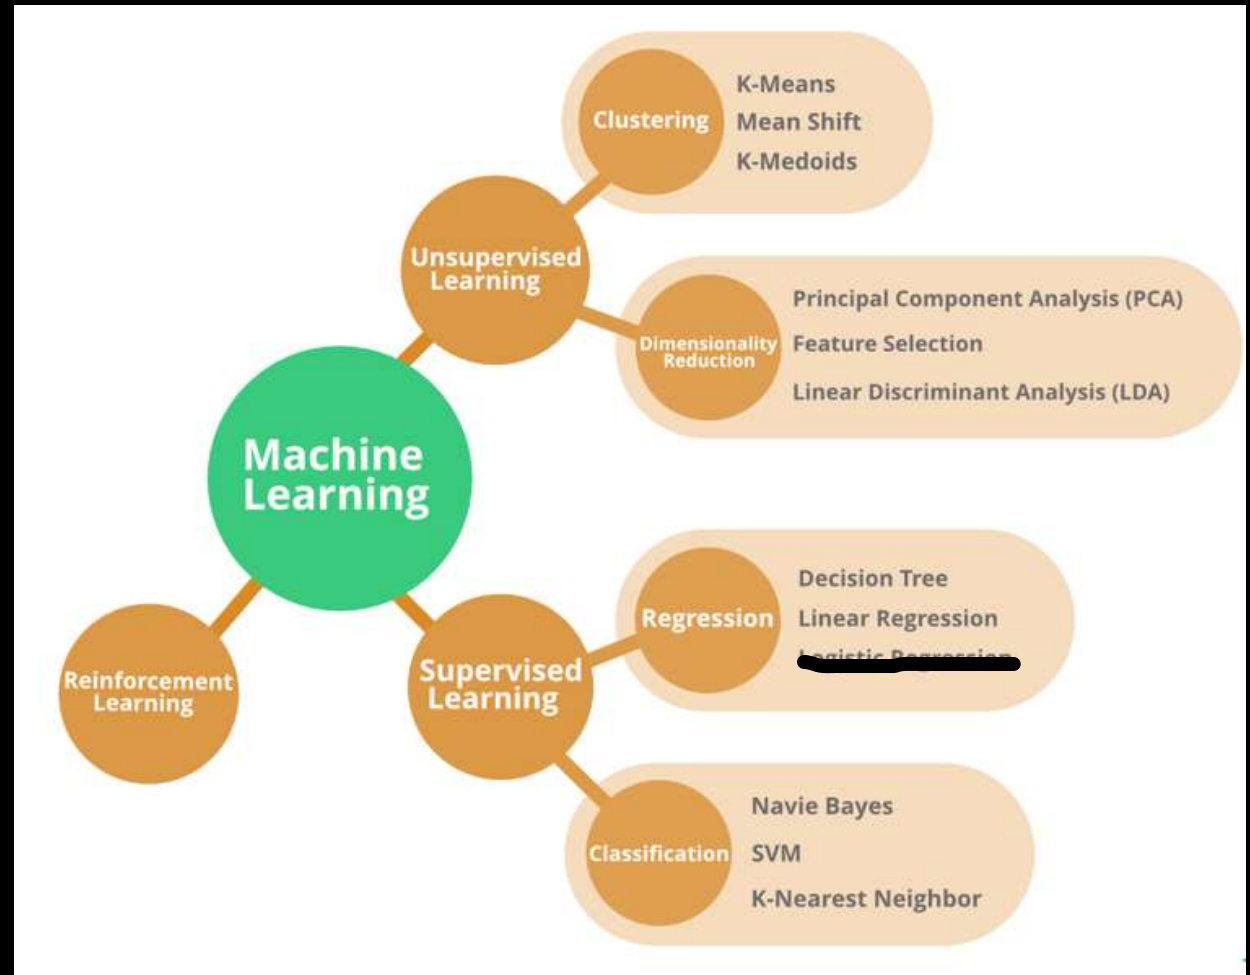 Clustering
K-Means
Mean Shift
K-Medoids
Unsupervised
Learning
Dimensionality
Reduction
Principal Component Analysis (PCA)
Feature Selection
Linear Discriminant Analysis (LDA)
Machine
Learning
Reinforcement
Learning
Supervised
Learning
Regression
Decision Tree
Linear Regression
Classification
Navie Bayes
SVM
K-Nearest Neighbor